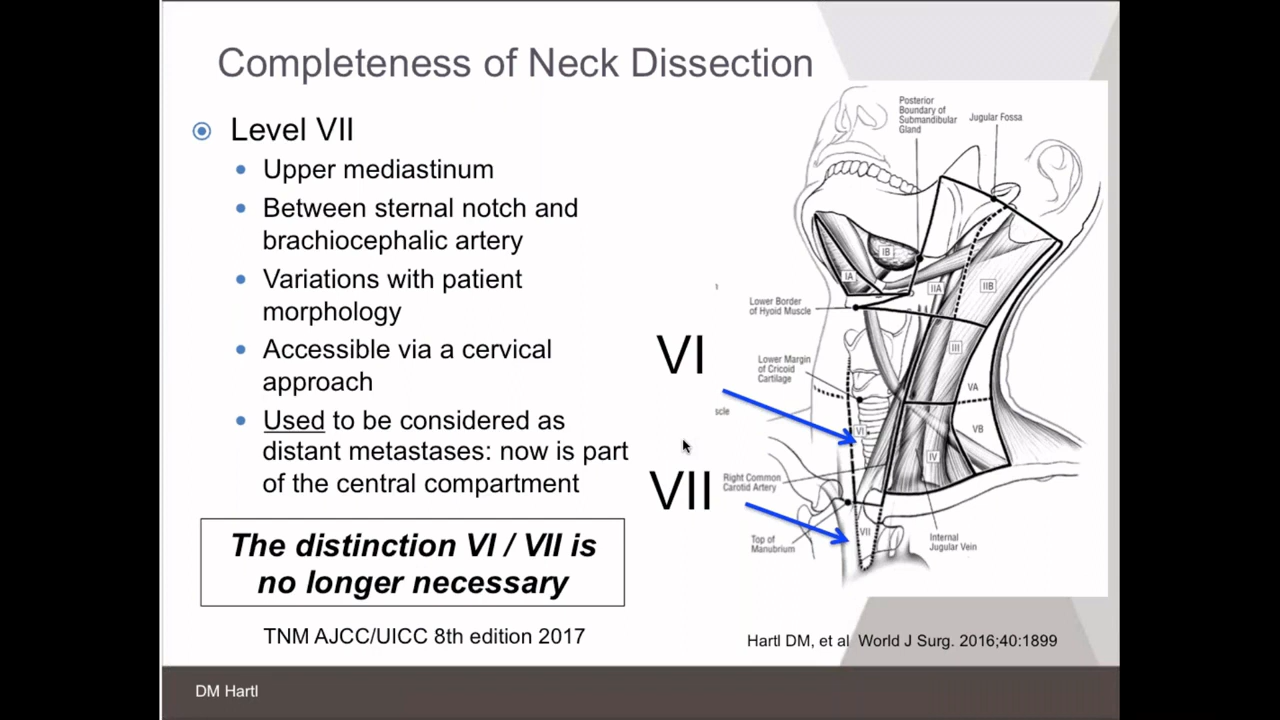 Completeness of Neck Dissection
Level VII
Upper mediastinum
Between sternal notch and
brachiocephalic artery
Variations with patient
morphology
Accessible via a cervical
approach
Used to be considered as
distant metastases: now is part
of the central compartment
The distinction VI / VII is
no longer necessary
TNM AJCC/UICC 8th edition 2017
VI
VII
Posterior
Boundary of
Submandibular
Gland
Jugular Fossa
IB
IA
IIA
IIB
Lower Border
of Hyoid Muscle
III
Lower Margin
of Cricoid
Cartilage
VA
scle
VI
VB
IV
Right Common
Carotid Artery
VII
Top of
Manubrium
Internal
Jugular Vein
Hartl DM, et al World J Surg. 2016;40:1899
DM Hartl